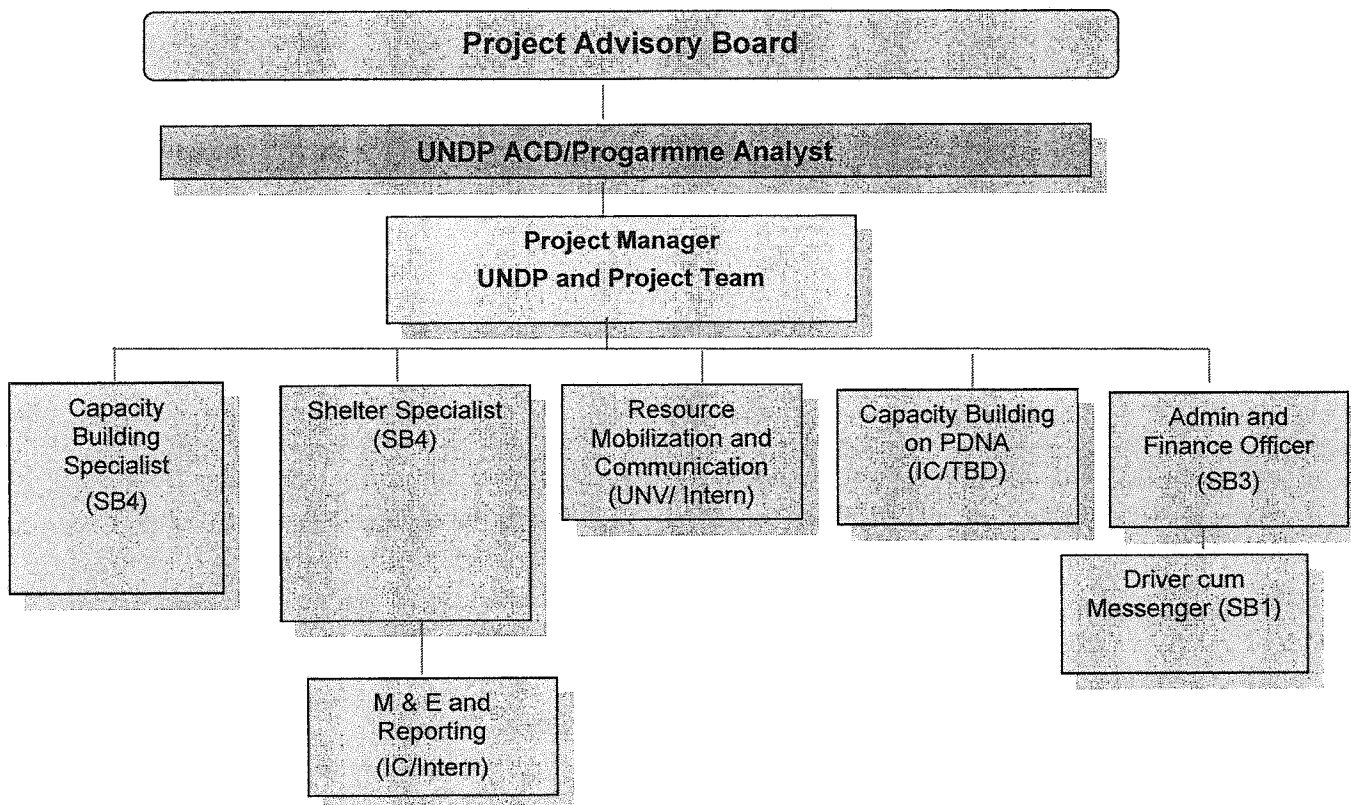 Project Advisory Board
UNDP ACD/Progarmme Analyst
Project Manager
UNDP and Project Team
Capacity
Building
Specialist
(SB4)
Shelter Specialist
(SB4)
Resource
Mobilization and
Communication
(UNV/ Intern)
Capacity Building
on PDNA
(IC/TBD)
Admin and
Finance Officer
(SB3)
Driver cum
Messenger (SB1)
M & E and
Reporting
(IC/Intern)